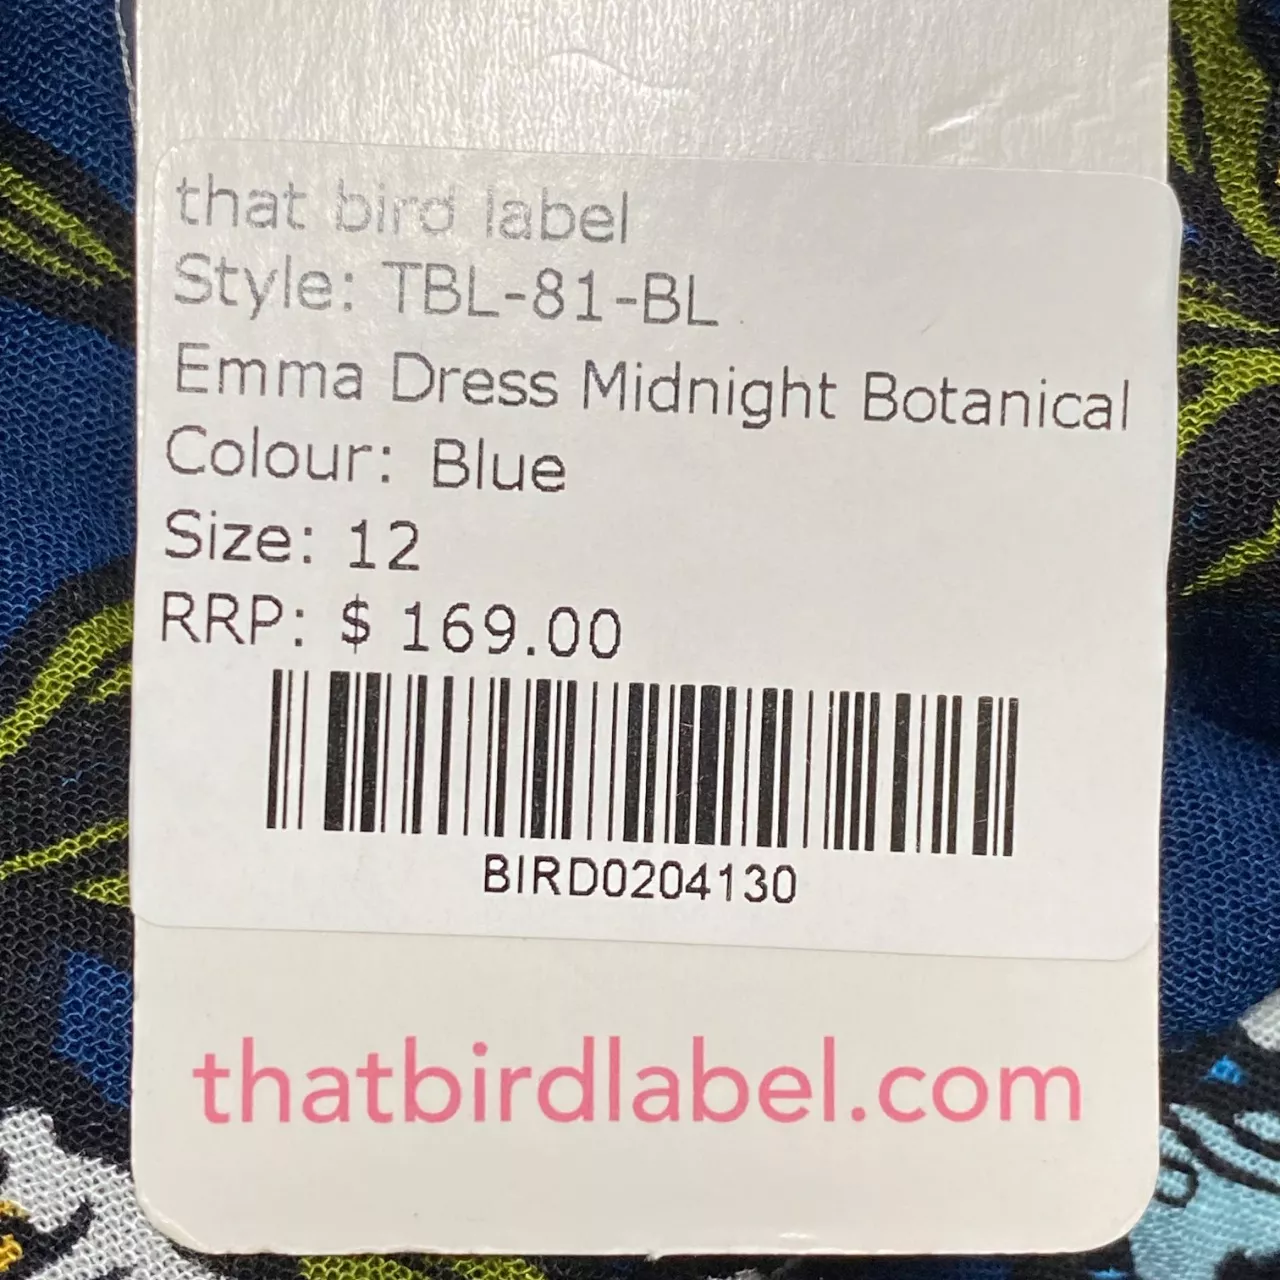 that bird label
Style: TBL-81-BL
Emma Dress Midnight Botanical
Colour: Blue
Size: 12
RRP: $ 169.00
BIRD0204130
thatbirdlabel.com